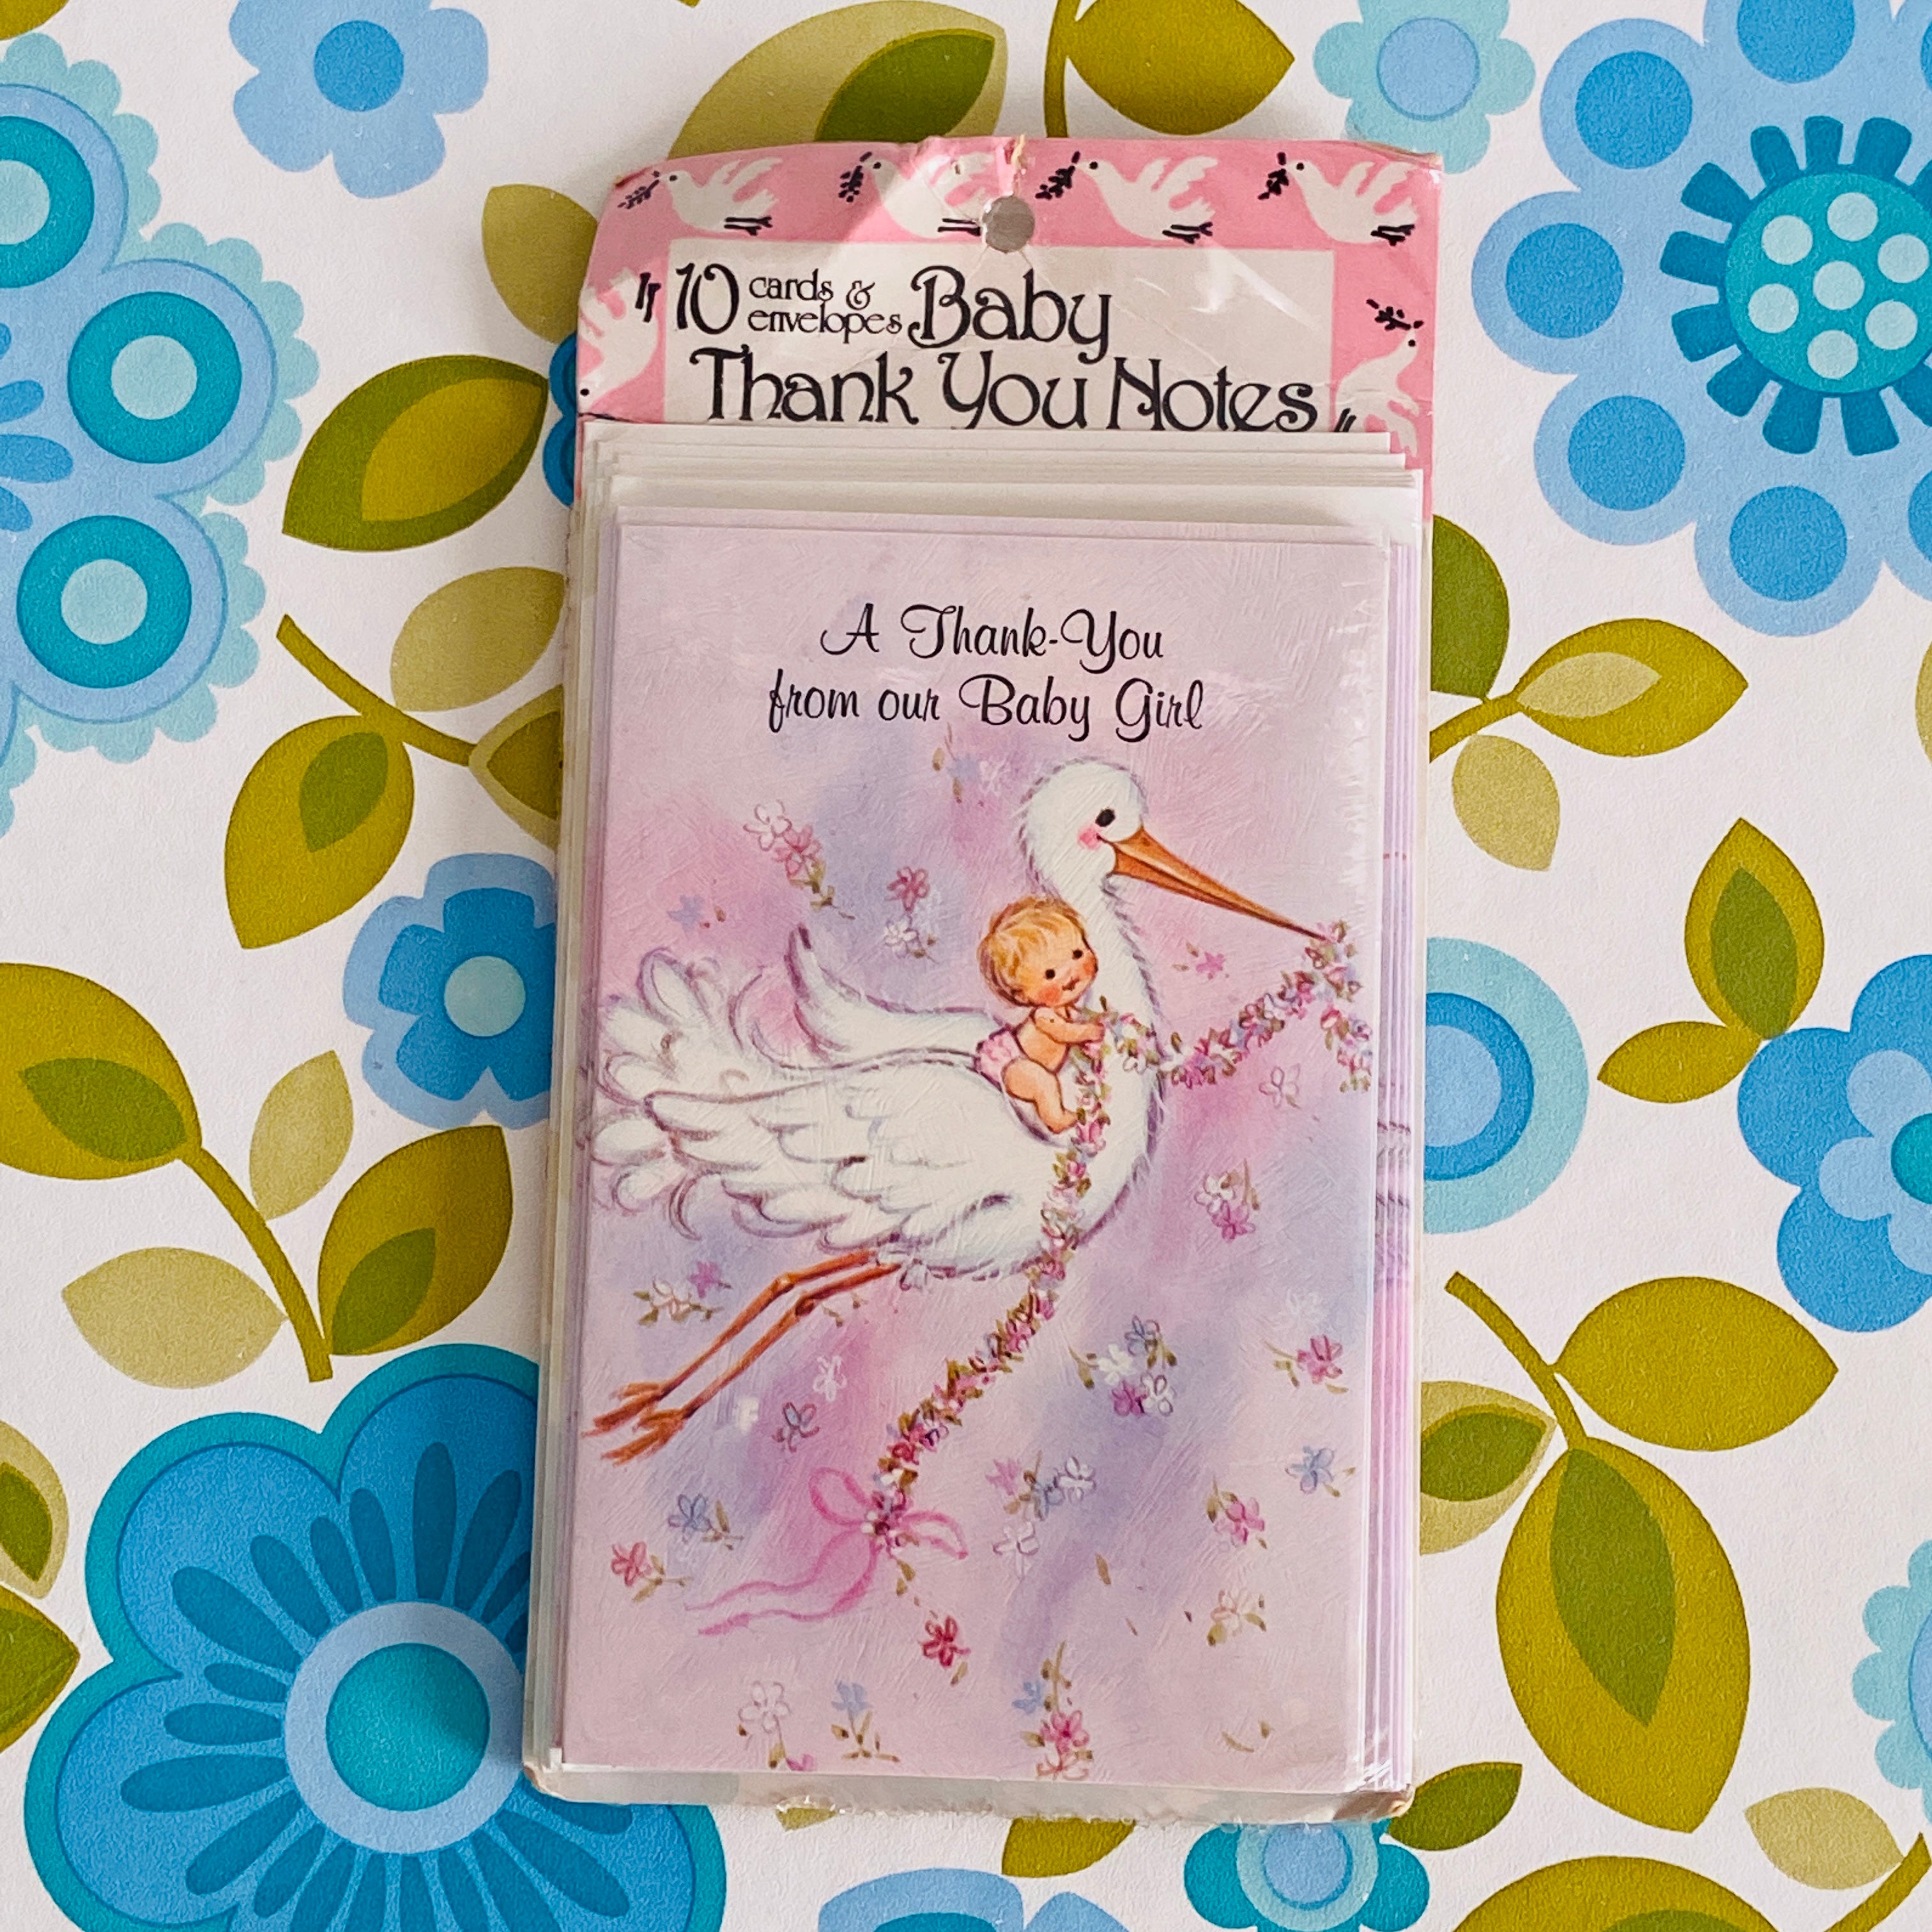 10 cards & envelopes Baby
Thank You Notes
A Thank-You
from our Baby Girl